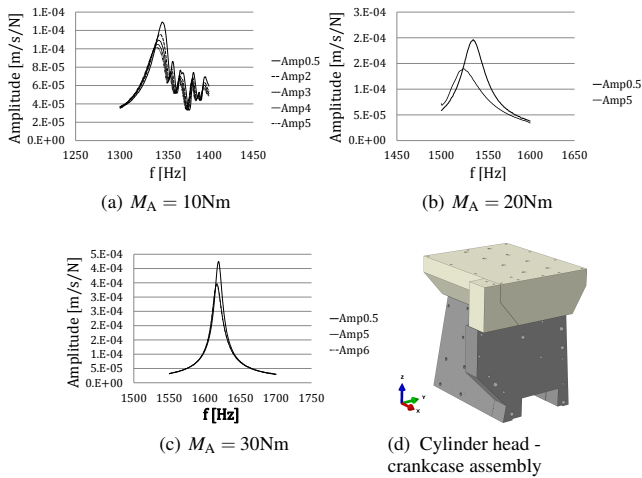 1.E-04
1.E-04
1.E-04
8.E-05
6.E-05
4.E-05
2.E-05
0.E+00
Amplitude [m/s/N]
1250 1300 1350 1400 1450
f [Hz]
Amp0.5
Amp2
Amp3
Amp4
Amp5
(a) M_A = 10Nm
3.E-04
3.E-04
2.E-04
2.E-04
1.E-04
5.E-05
0.E+00
Amplitude [m/s/N]
1450 1500 1550 1600 1650
f [Hz]
Amp0.5
Amp5
(b) M_A = 20Nm
5.E-04
5.E-04
4.E-04
4.E-04
3.E-04
3.E-04
2.E-04
2.E-04
1.E-04
5.E-05
0.E+00
Amplitude [m/s/N]
1500 1550 1600 1650 1700 1750
f [Hz]
Amp0.5
Amp5
Amp6
(c) M_A = 30Nm
Z
Y
X
(d) Cylinder head -
crankcase assembly